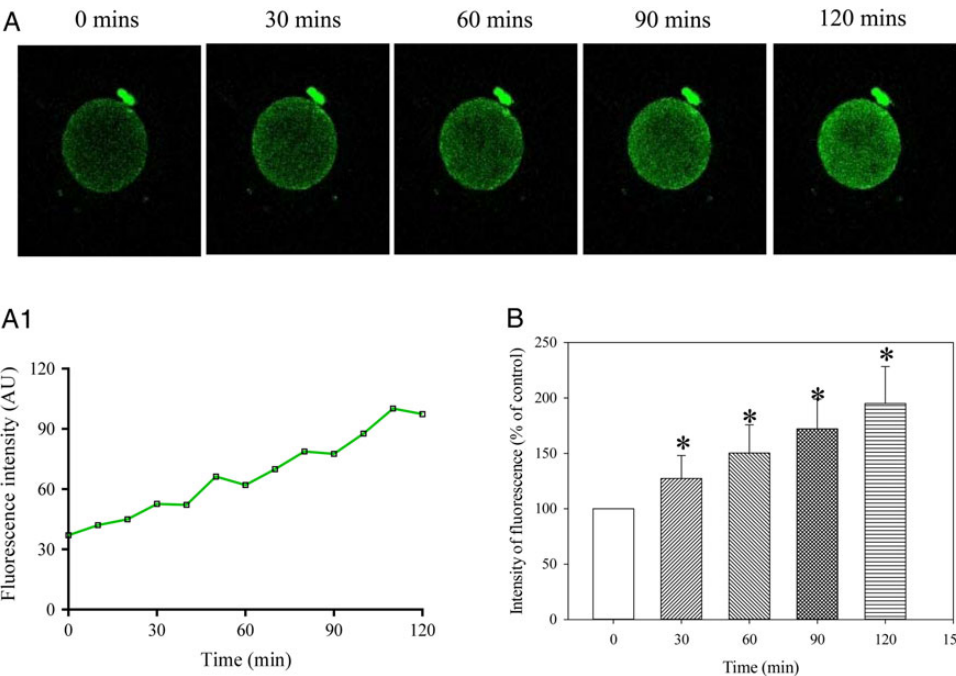 A
0 mins 30 mins 60 mins 90 mins 120 mins
A1
Fluorescence intensity (AU)
120
90
60
30
0
0 30 60 90 120
Time (min)
B
Intensity of fluorescence (% of control)
250
200
150
100
50
0
* * * *
0 30 60 90 120 15
Time (min)